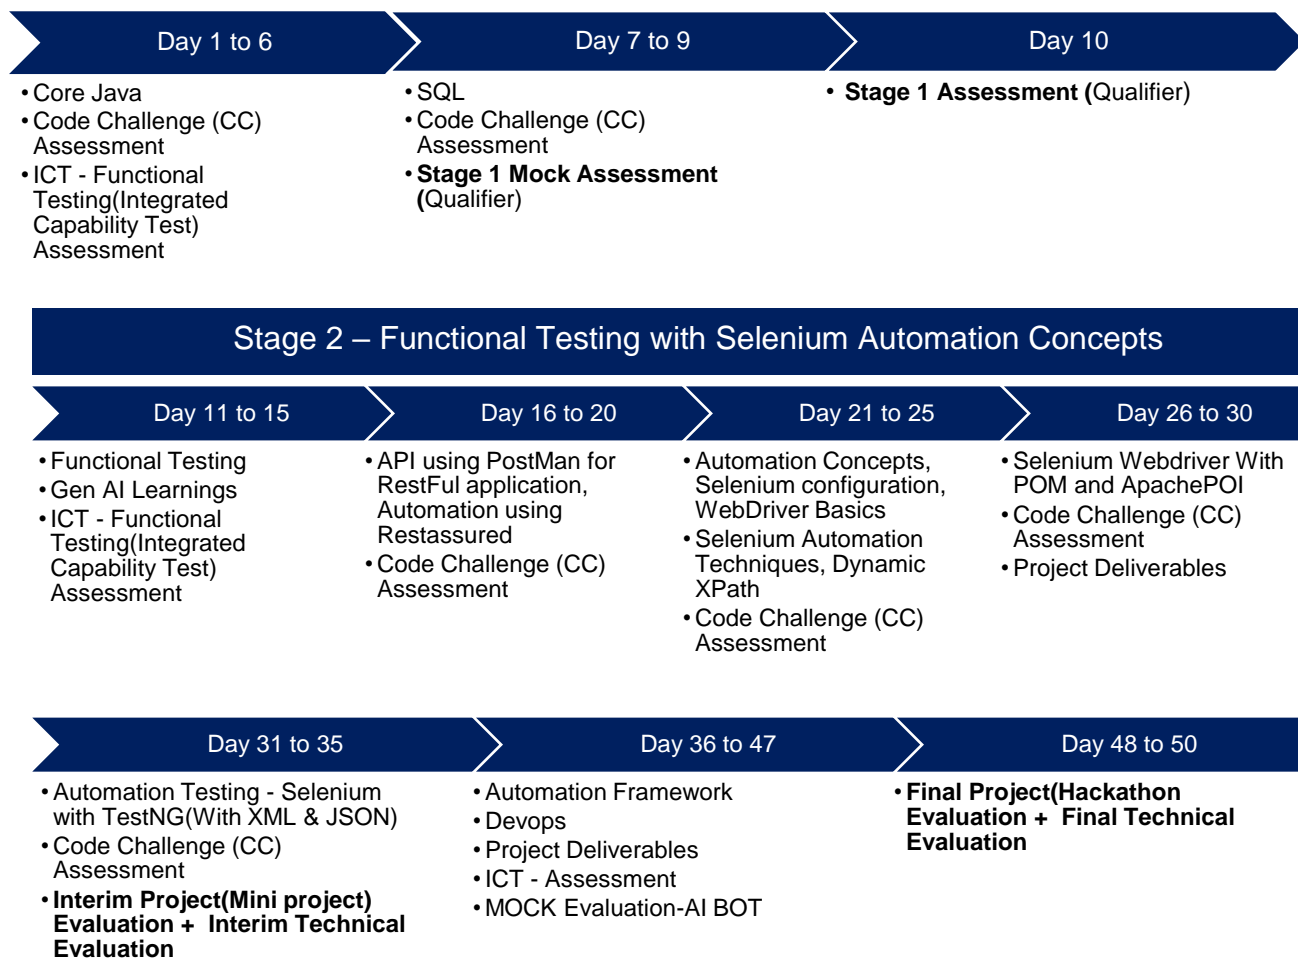 Day 1 to 6
Day 7 to 9
Day 10
• Core Java
• Code Challenge (CC)
Assessment
• ICT - Functional
Testing(Integrated
Capability Test)
Assessment
• SQL
• Code Challenge (CC)
Assessment
• Stage 1 Mock Assessment
(Qualifier)
• Stage 1 Assessment (Qualifier)
Stage 2 – Functional Testing with Selenium Automation Concepts
Day 11 to 15
Day 16 to 20
Day 21 to 25
Day 26 to 30
• Functional Testing
• Gen AI Learnings
• ICT - Functional
Testing(Integrated
Capability Test)
Assessment
• API using PostMan for
RestFul application,
Automation using
Restassured
• Code Challenge (CC)
Assessment
• Automation Concepts,
Selenium configuration,
WebDriver Basics
• Selenium Automation
Techniques, Dynamic
XPath
• Code Challenge (CC)
Assessment
• Selenium Webdriver With
POM and ApachePOI
• Code Challenge (CC)
Assessment
• Project Deliverables
Day 31 to 35
Day 36 to 47
Day 48 to 50
• Automation Testing - Selenium
with TestNG(With XML & JSON)
• Code Challenge (CC)
Assessment
• Interim Project(Mini project)
Evaluation + Interim Technical
Evaluation
• Automation Framework
• Devops
• Project Deliverables
• ICT - Assessment
• MOCK Evaluation-AI BOT
• Final Project(Hackathon
Evaluation + Final Technical
Evaluation